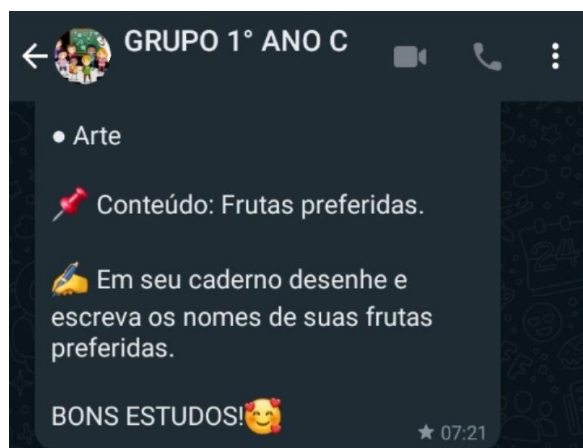 GRUPO 1° ANO C
• Arte
📌 Conteúdo: Frutas preferidas.
✍️ Em seu caderno desenhe e
escreva os nomes de suas frutas
preferidas.
BONS ESTUDOS!🥰
★ 07:21